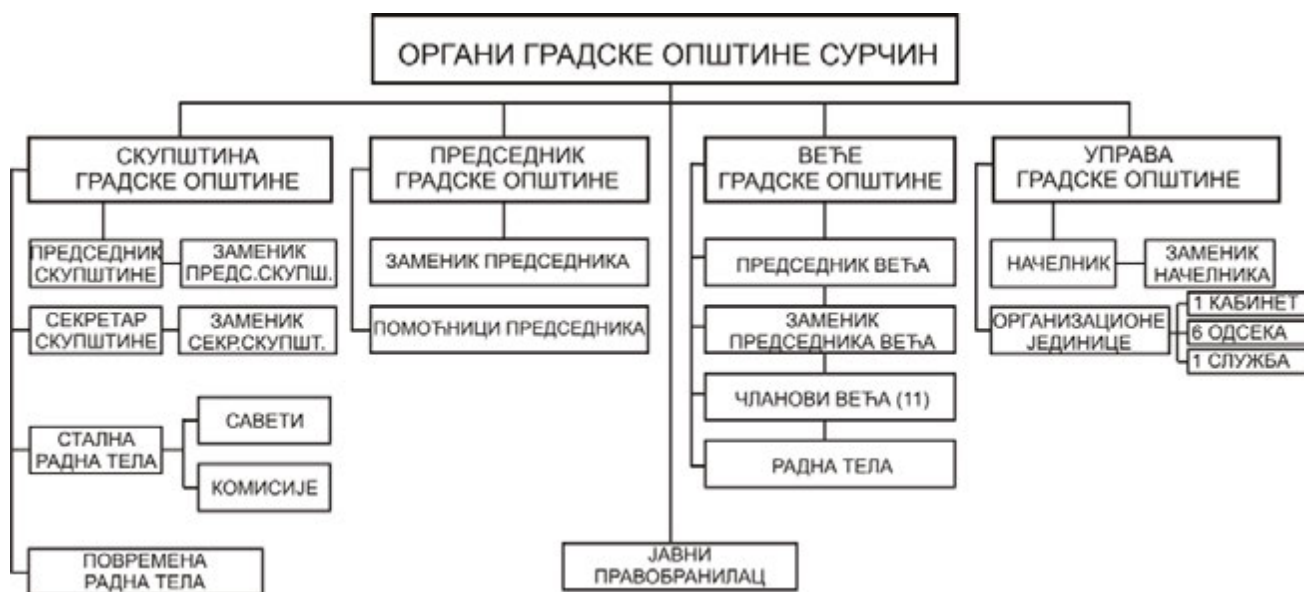 ОРГАНИ ГРАДСКЕ ОПШТИНЕ СУРЧИН
СКУПШТИНА
ГРАДСКЕ ОПШТИНЕ
ПРЕДСЕДНИК
СКУПШТИНЕ
ЗАМЕНИК
ПРЕДС.СКУПШ.
СЕКРЕТАР
СКУПШТИНЕ
ЗАМЕНИК
СЕКР.СКУПШТ.
СТАЛНА
РАДНА ТЕЛА
САВЕТИ
КОМИСИЈЕ
ПОВРЕМЕНА
РАДНА ТЕЛА
ПРЕДСЕДНИК
ГРАДСКЕ ОПШТИНЕ
ЗАМЕНИК ПРЕДСЕДНИКА
ПОМОЋНИЦИ ПРЕДСЕДНИКА
ВЕЋЕ
ГРАДСКЕ ОПШТИНЕ
ПРЕДСЕДНИК ВЕЋА
ЗАМЕНИК
ПРЕДСЕДНИКА ВЕЋА
ЧЛАНОВИ ВЕЋА (11)
РАДНА ТЕЛА
УПРАВА
ГРАДСКЕ ОПШТИНЕ
НАЧЕЛНИК
ЗАМЕНИК
НАЧЕЛНИКА
ОРГАНИЗАЦИОНЕ
ЈЕДИНИЦЕ
1 КАБИНЕТ
6 ОДСЕКА
1 СЛУЖБА
ЈАВНИ
ПРАВОБРАНИЛАЦ